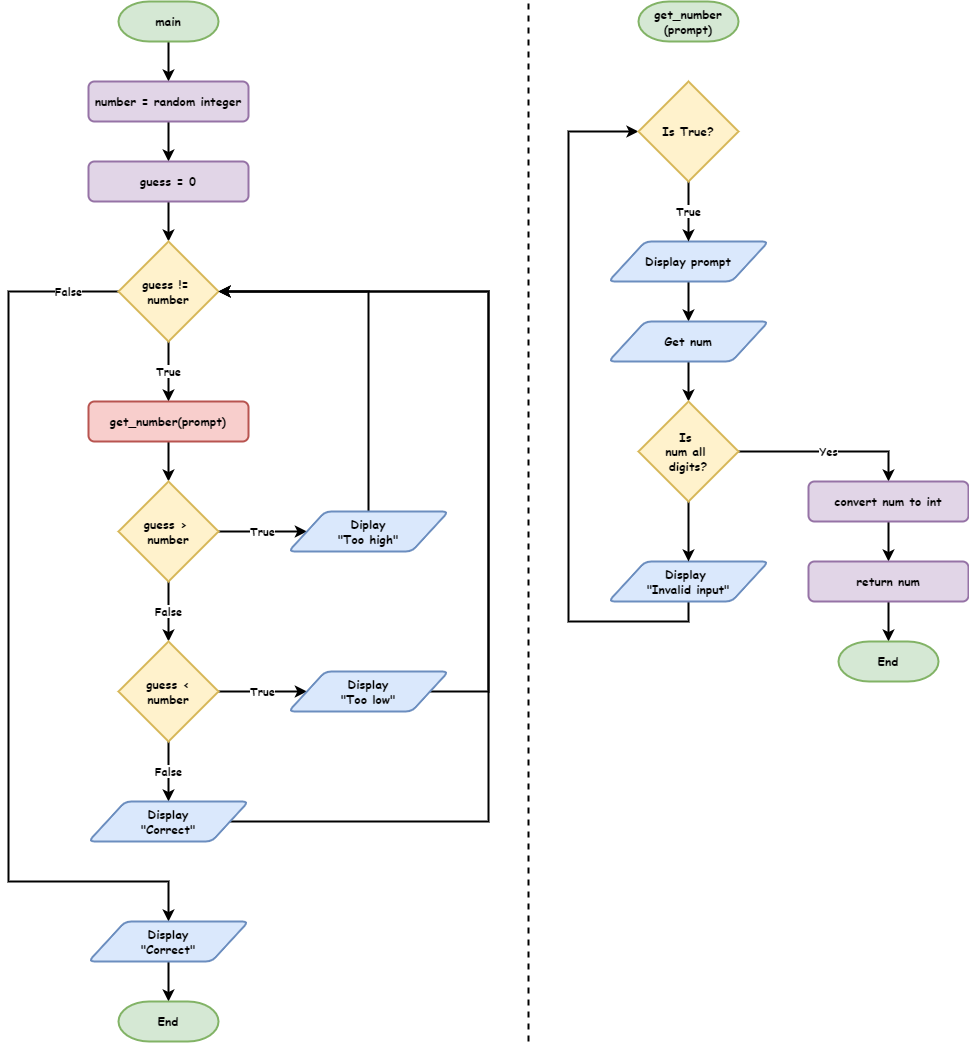 main
number = random integer
guess = 0
guess !=
number
False
True
get_number(prompt)
guess >
number
True
Diplay
"Too high"
False
guess <
number
True
Display
"Too low"
False
Display
"Correct"
Display
"Correct"
End
get_number
(prompt)
Is True?
True
Display prompt
Get num
Is
num all
digits?
Yes
convert num to int
return num
End
Display
"Invalid input"